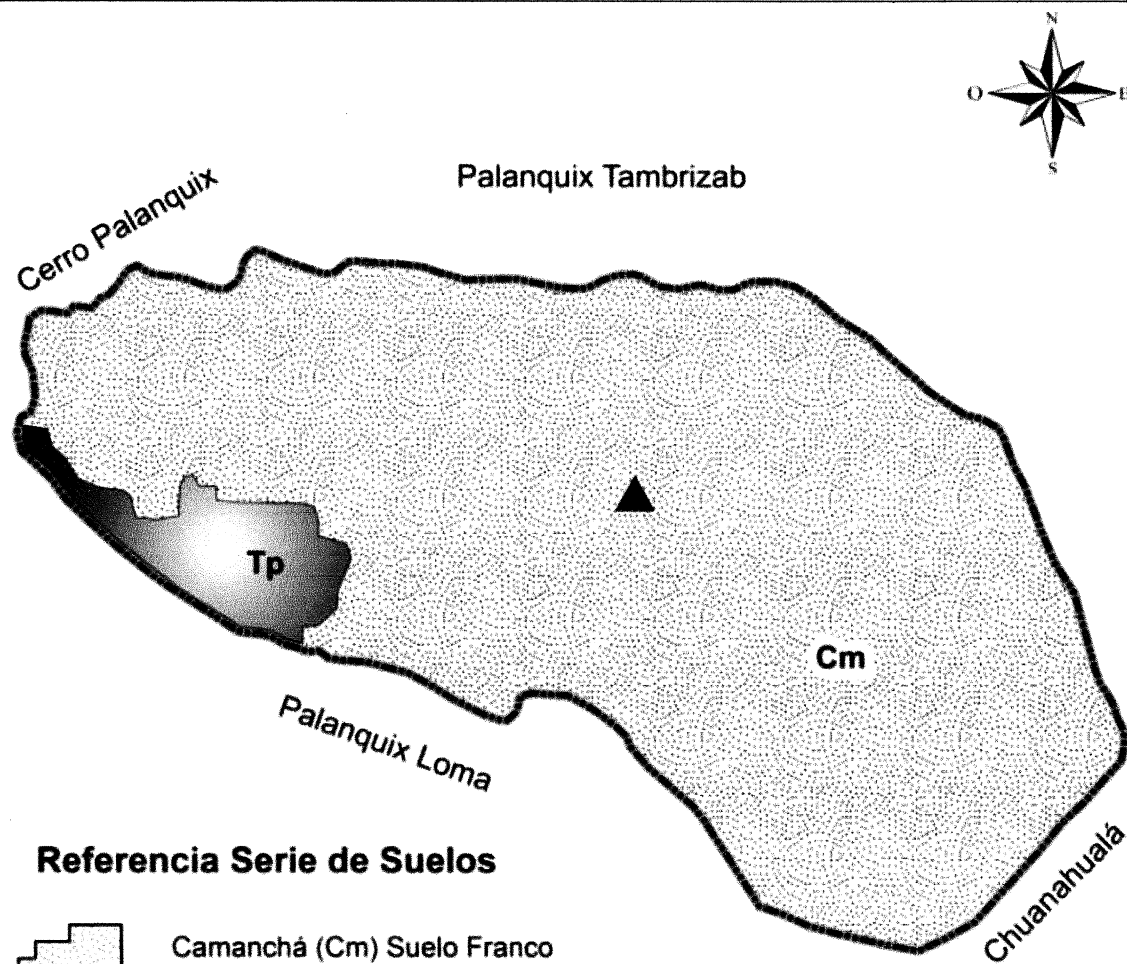 N
O E
S
Palanquix Tambrizab
Cerro Palanquix
Tp
Cm
Palanquix Loma
Chuanahualá
Referencia Serie de Suelos
Camanchá (Cm) Suelo Franco